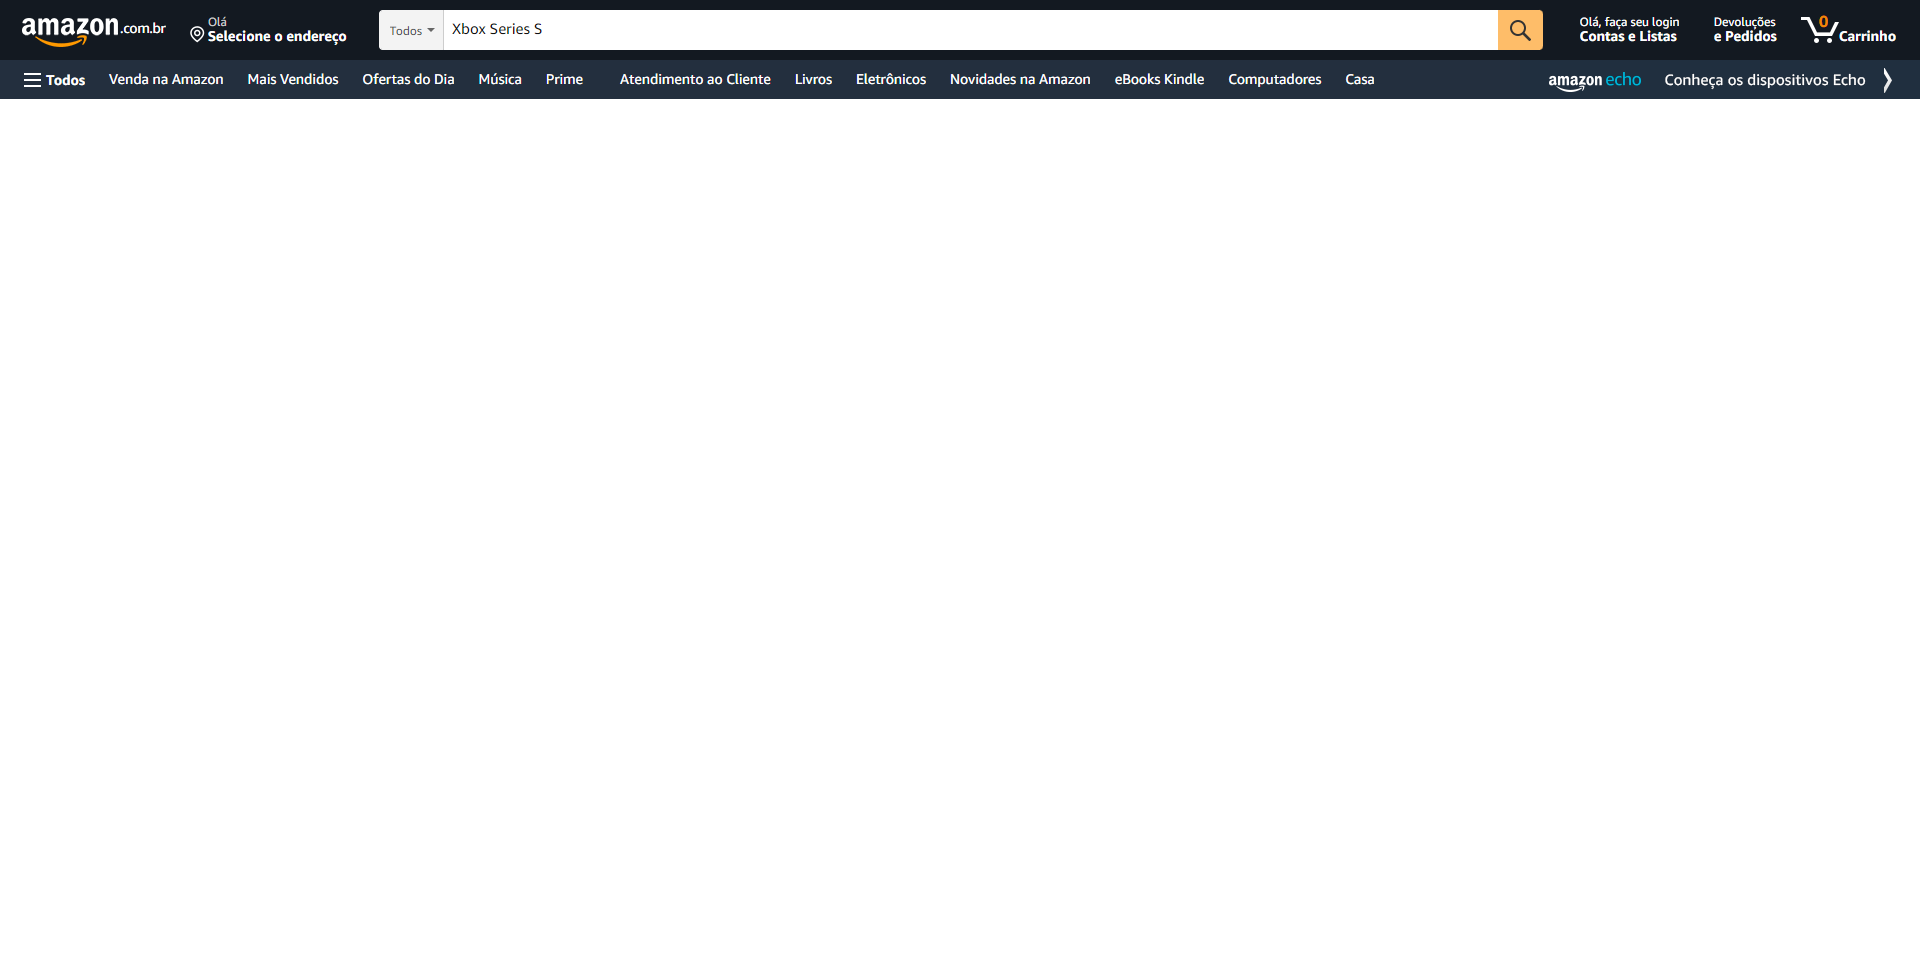 amazon.com.br
Olá
Selecione o endereço
Todos
Xbox Series S
Olá, faça seu login
Contas e Listas
Devoluções
e Pedidos
0
Carrinho
Todos
Venda na Amazon
Mais Vendidos
Ofertas do Dia
Música
Prime
Atendimento ao Cliente
Livros
Eletrônicos
Novidades na Amazon
eBooks Kindle
Computadores
Casa
amazon echo
Conheça os dispositivos Echo